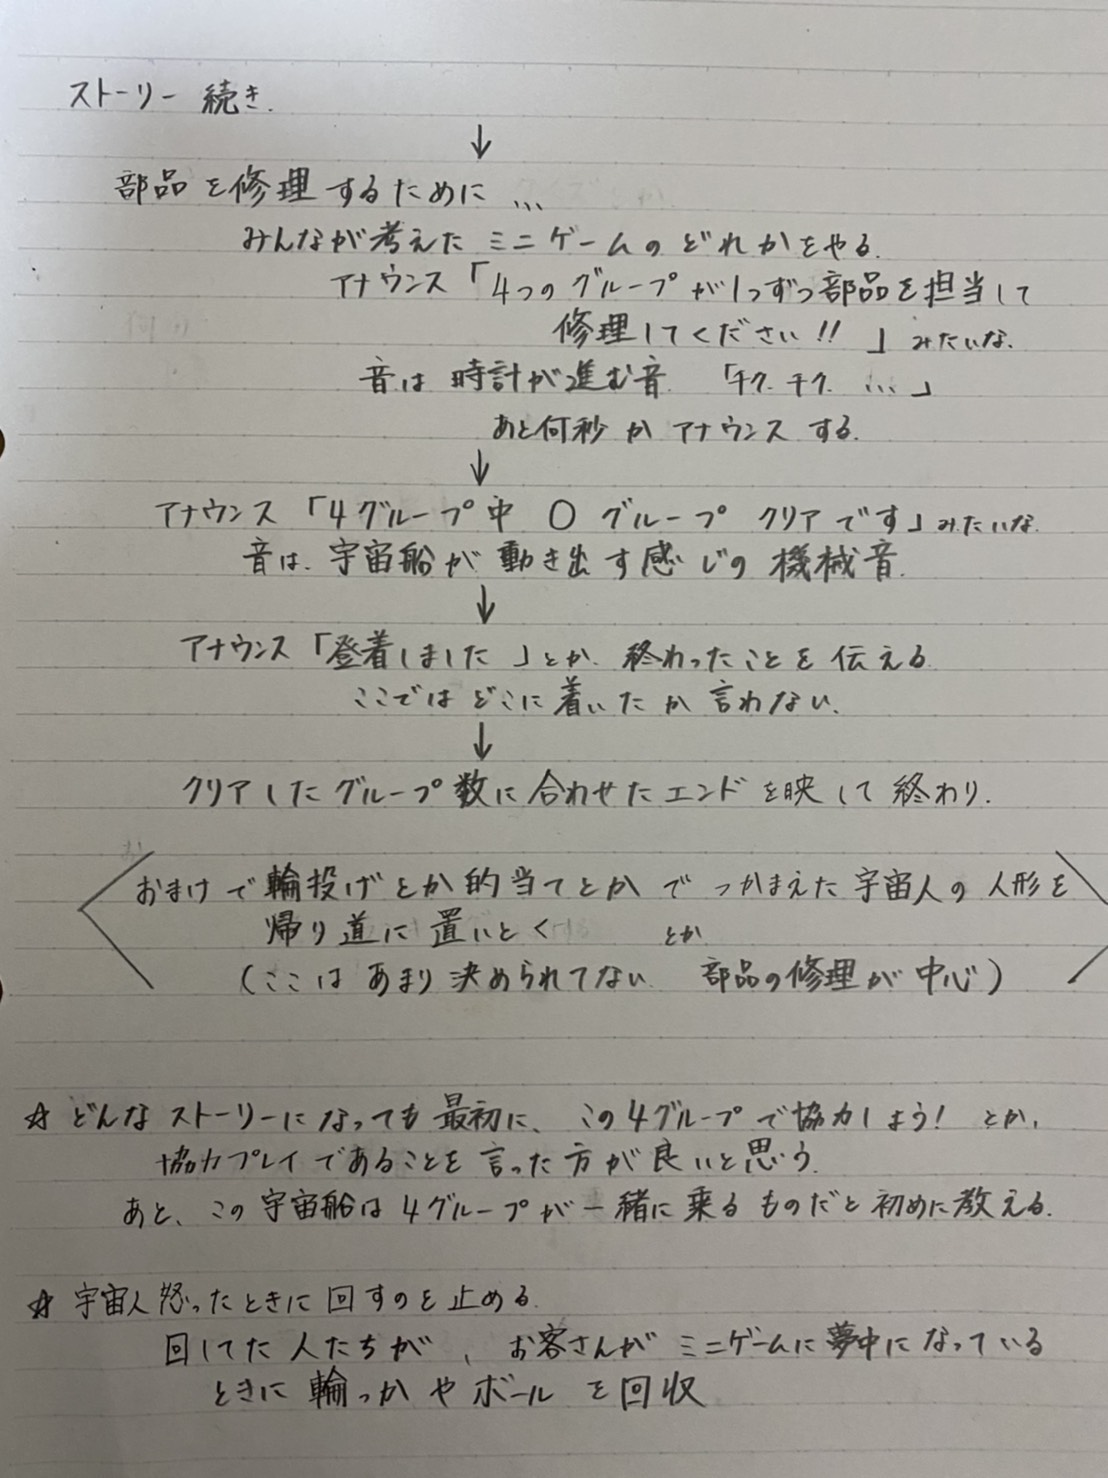 ストーリー 続き.
↓
部品を修理するために...
みんなが考えたミニゲームのどれかをやる.
アナウンス「4つのグループが1つずつ部品を担当して
修理してください!!」みたいな.
音は 時計が進む音.「チク.チク...」
あと何秒かアナウンスする.
↓
アナウンス「4グループ中 〇 グループ クリアです」みたいな.
音は.宇宙船が動き出す感じの機械音.
↓
アナウンス「登着しました」とか.終わったことを伝える.
ここではどこに着いたか言わない.
↓
クリアしたグループ数に合わせたエンドを映して終わり.
おまけで輪投げとか的当てとかでつかまえた宇宙人の人形を
帰り道に置いとく とか
(ここはあまり決められてない 部品の修理が中心)
☆ どんなストーリーになっても最初に、この4グループで協力しよう!とか、
協力プレイであることを言った方が良いと思う.
あと、この宇宙船は4グループが一緒に乗るものだと初めに教える.
☆ 宇宙人怒ったときに回すのを止める.
回してた人たちが、お客さんがミニゲームに夢中になっている
ときに輪っかやボールを回収